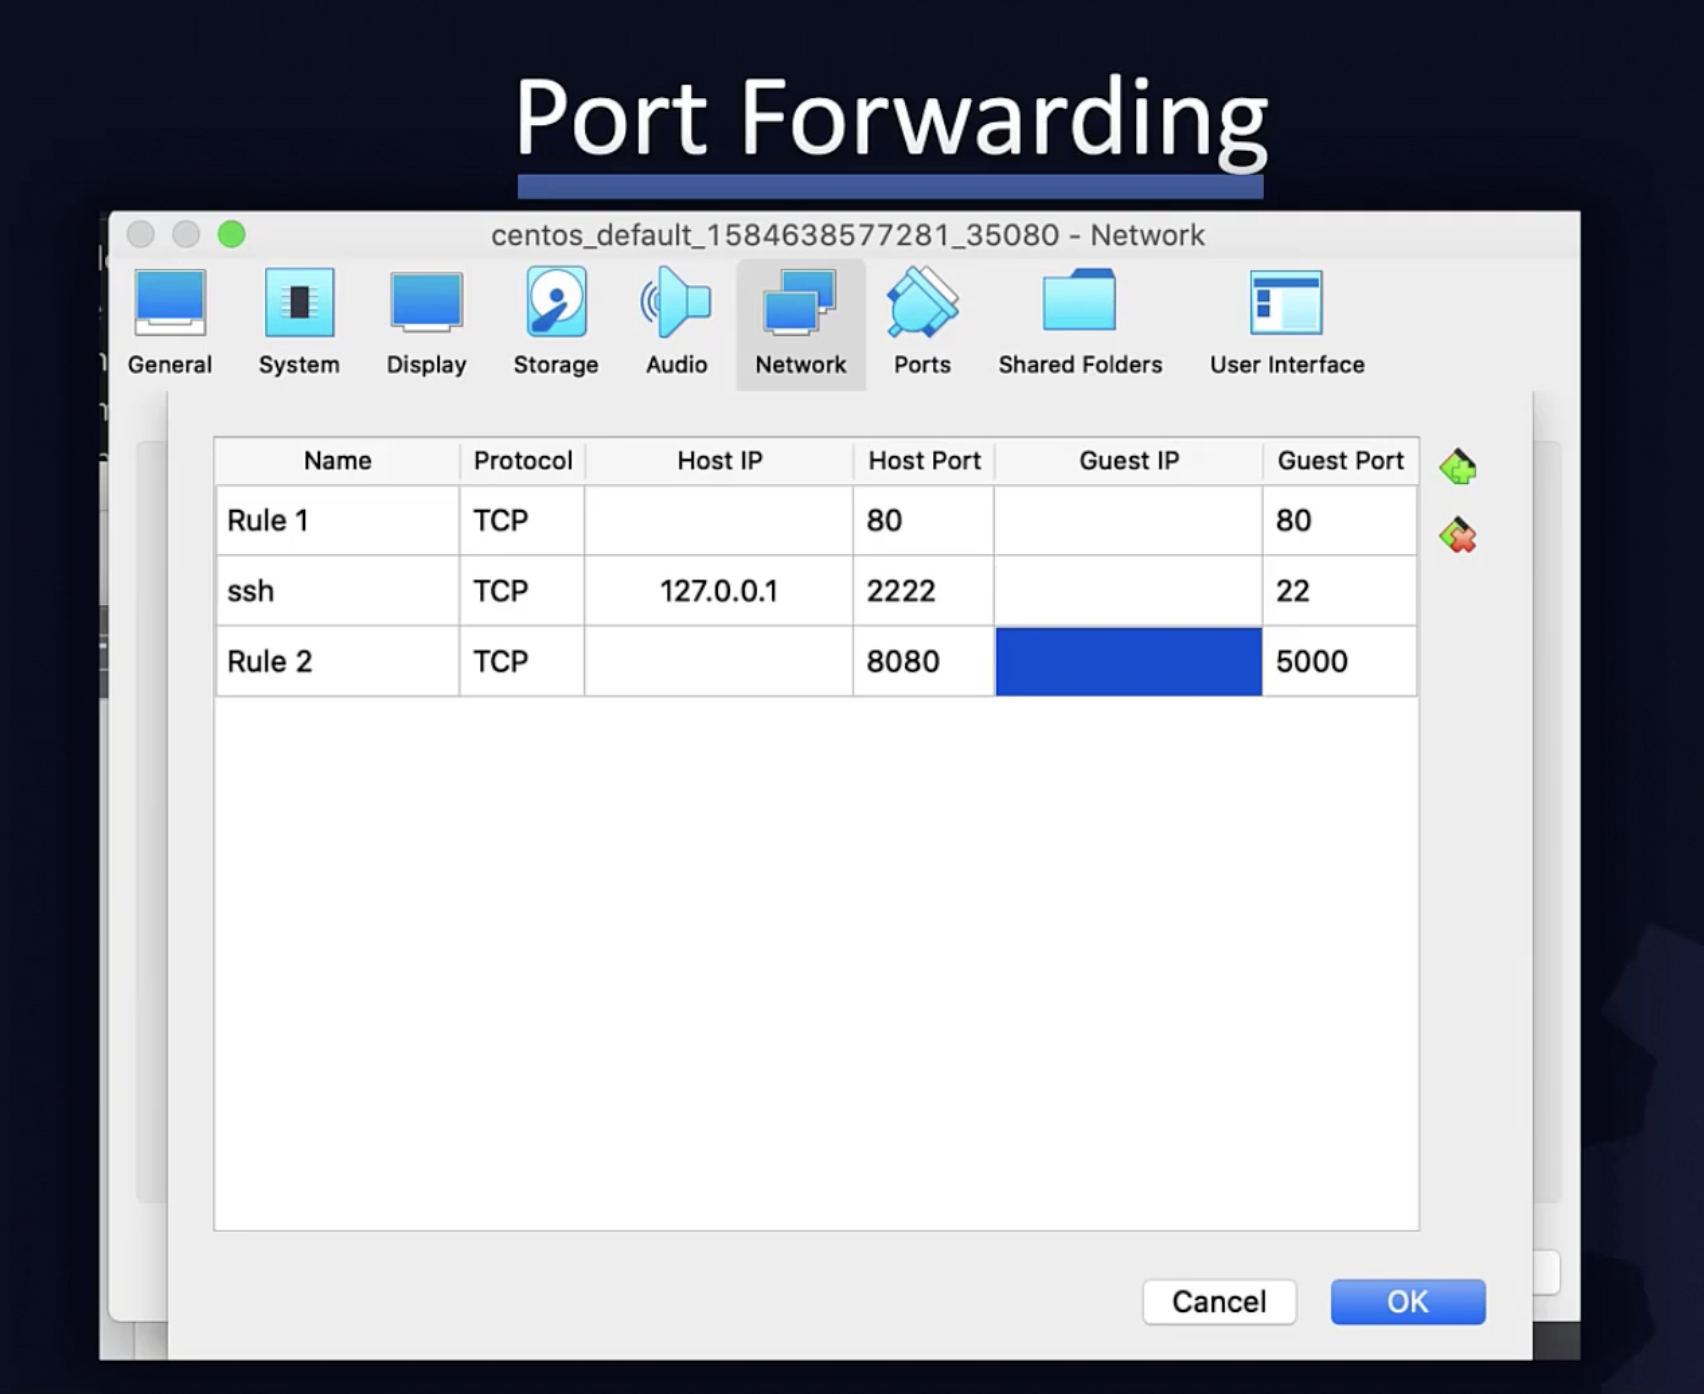 Port Forwarding
centos_default_1584638577281_35080 - Network
General System Display Storage Audio Network Ports Shared Folders User Interface
Name Protocol Host IP Host Port Guest IP Guest Port
Rule 1 TCP 80 80
ssh TCP 127.0.0.1 2222 22
Rule 2 TCP 8080 5000
Cancel OK